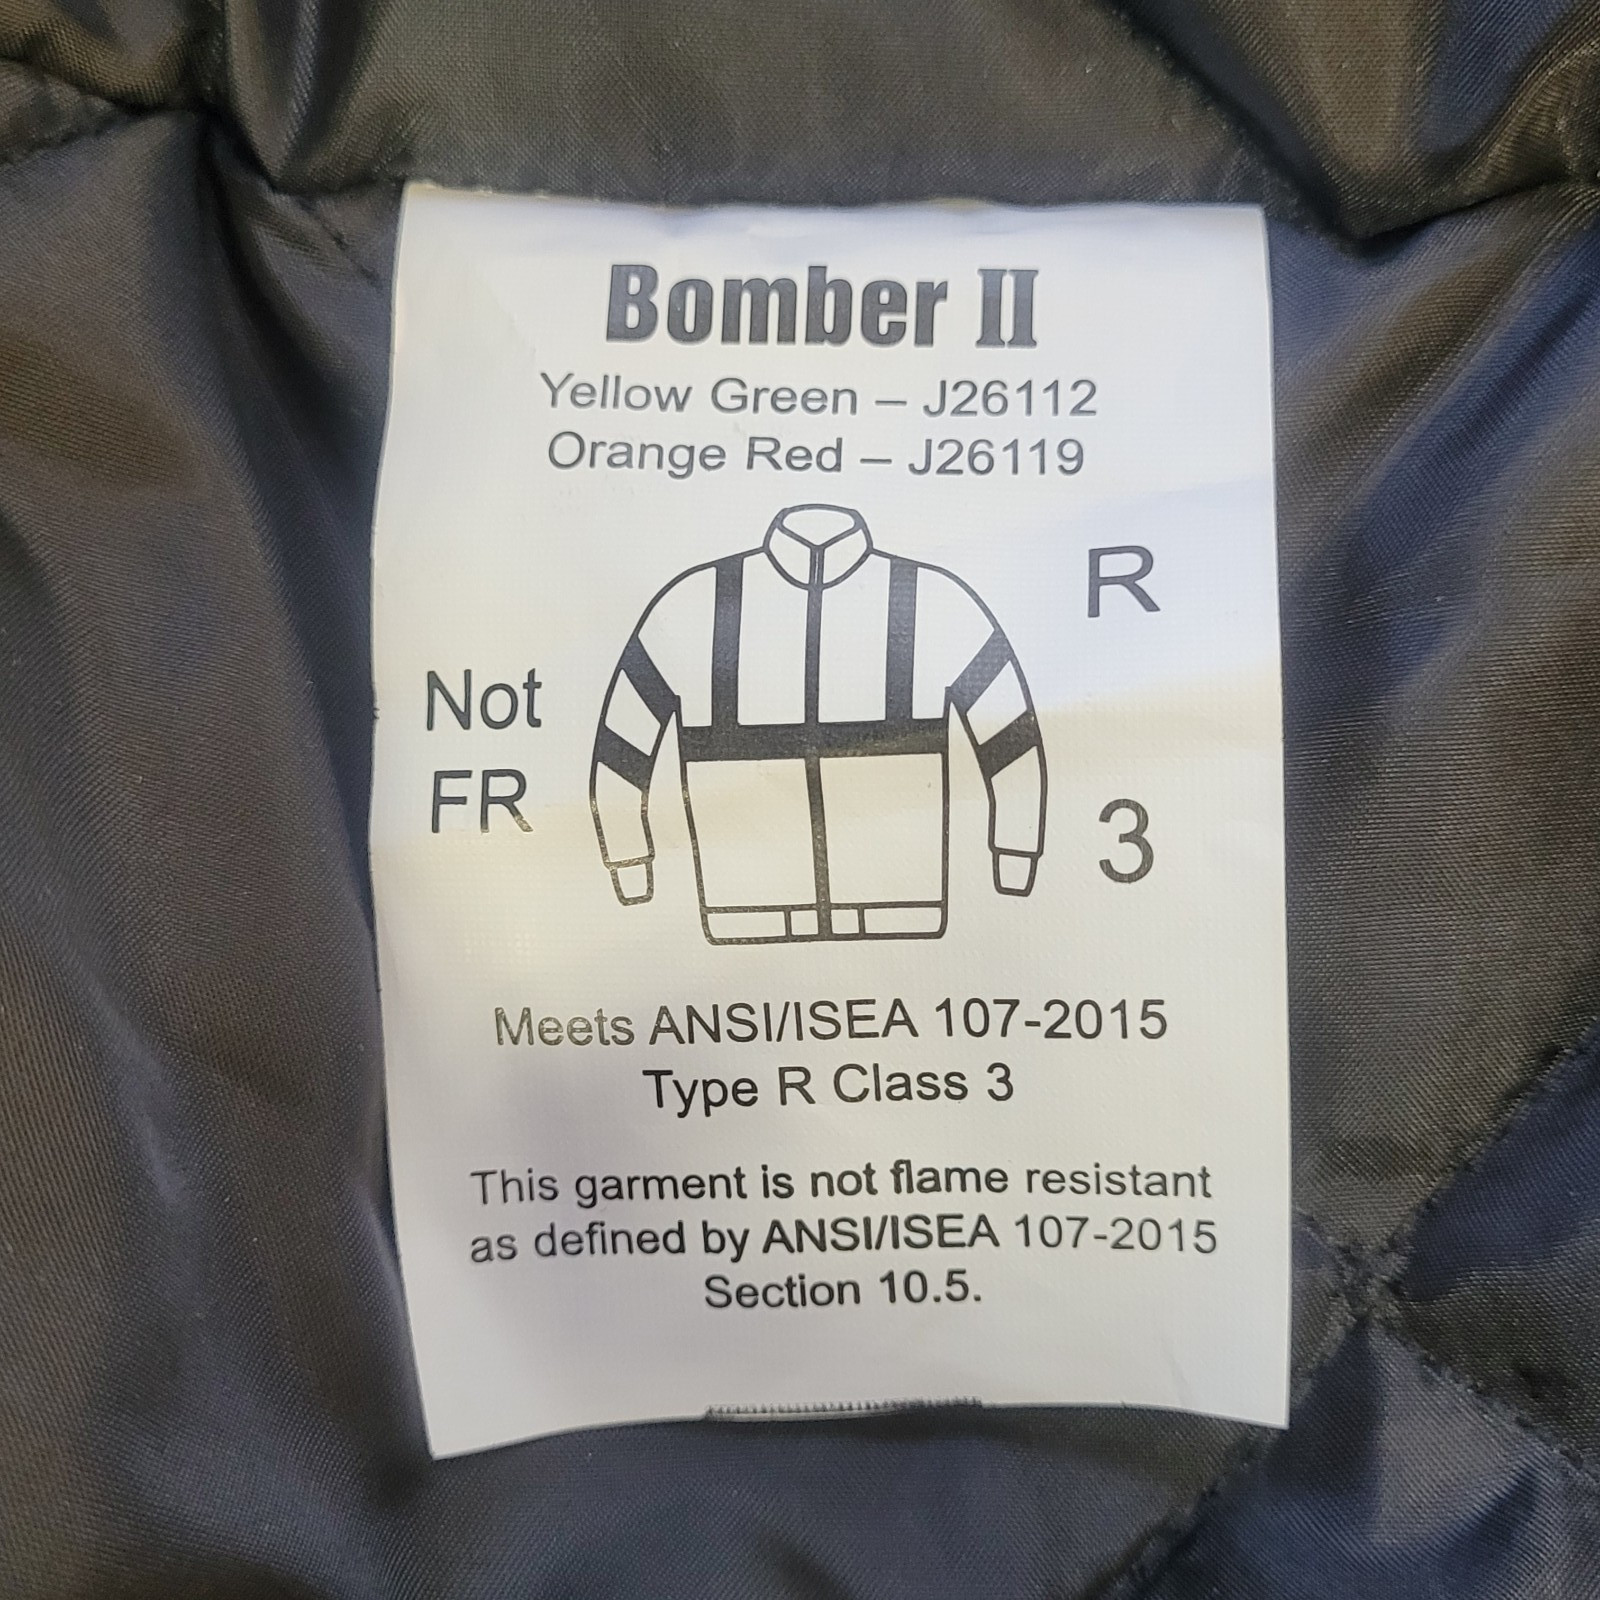 Bomber II
Yellow Green – J26112
Orange Red – J26119
R
Not
FR
3
Meets ANSI/ISEA 107-2015
Type R Class 3
This garment is not flame resistant
as defined by ANSI/ISEA 107-2015
Section 10.5.